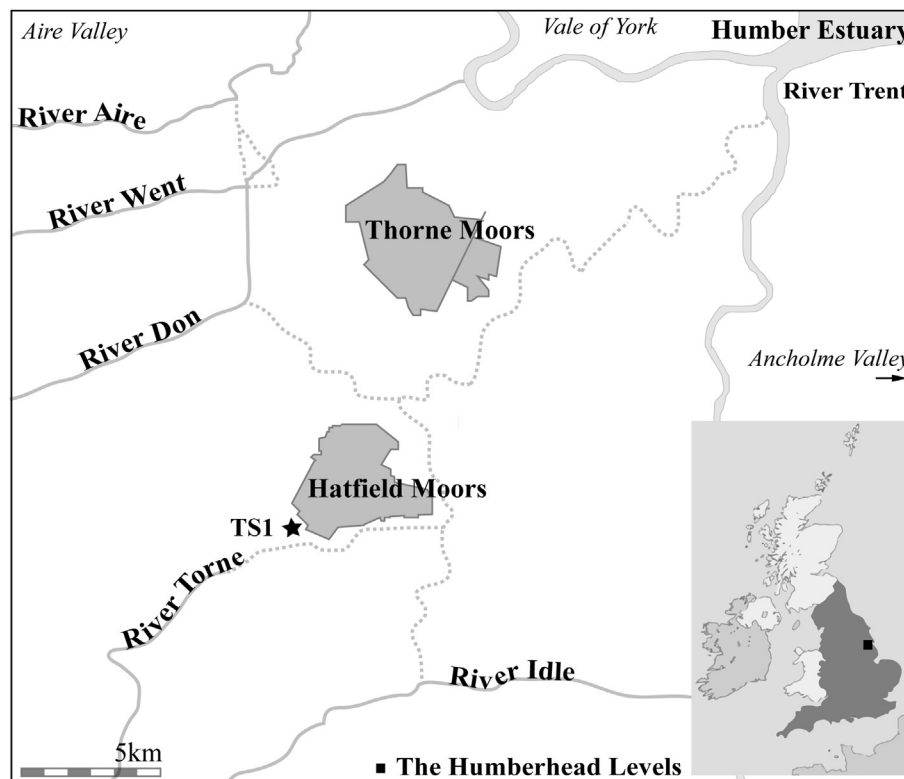 Aire Valley
Vale of York
Humber Estuary
River Aire
River Trent
River Went
Thorne Moors
River Don
Ancholme Valley
Hatfield Moors
TS1
River Torne
River Idle
5km
The Humberhead Levels